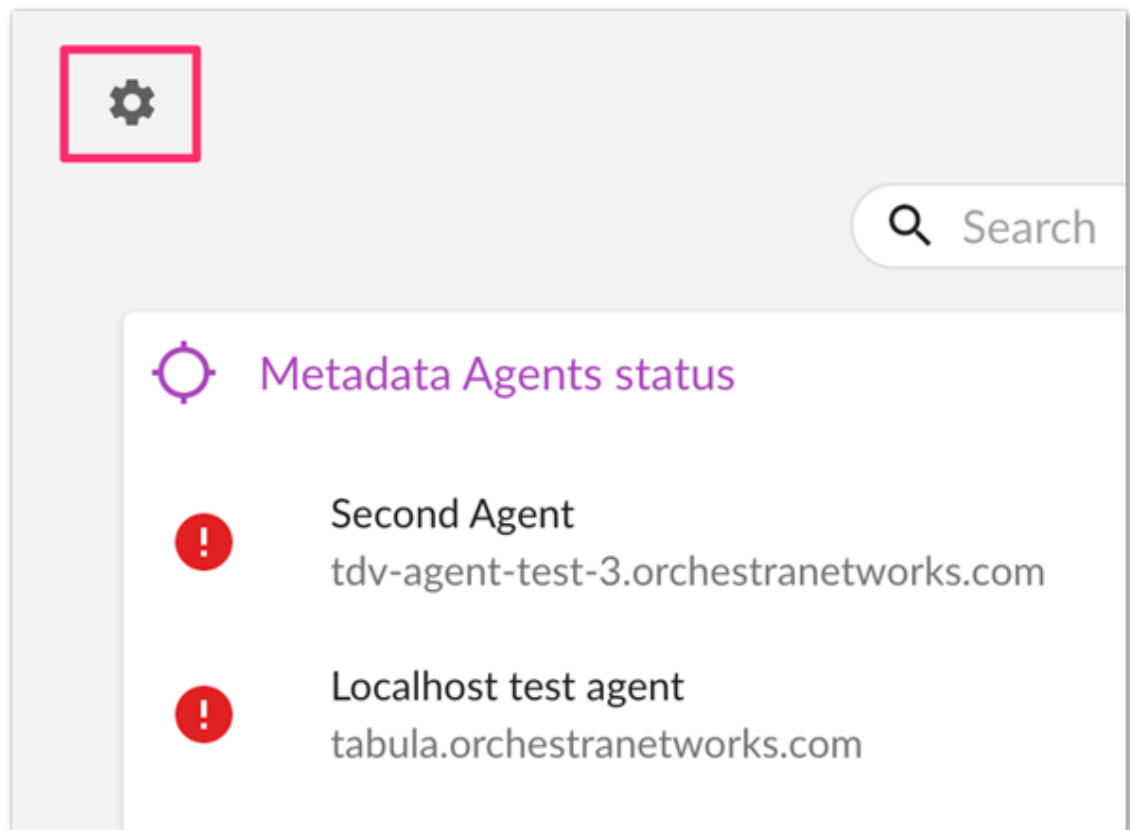 Search
Metadata Agents status
Second Agent
tdv-agent-test-3.orchestranetworks.com
Localhost test agent
tabula.orchestranetworks.com